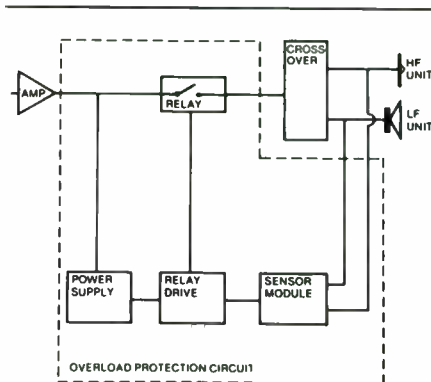 CROSS
OVER
HF
UNIT
AMP
RELAY
LF
UNIT
POWER
SUPPLY
RELAY
DRIVE
SENSOR
MODULE
OVERLOAD PROTECTION CIRCUIT